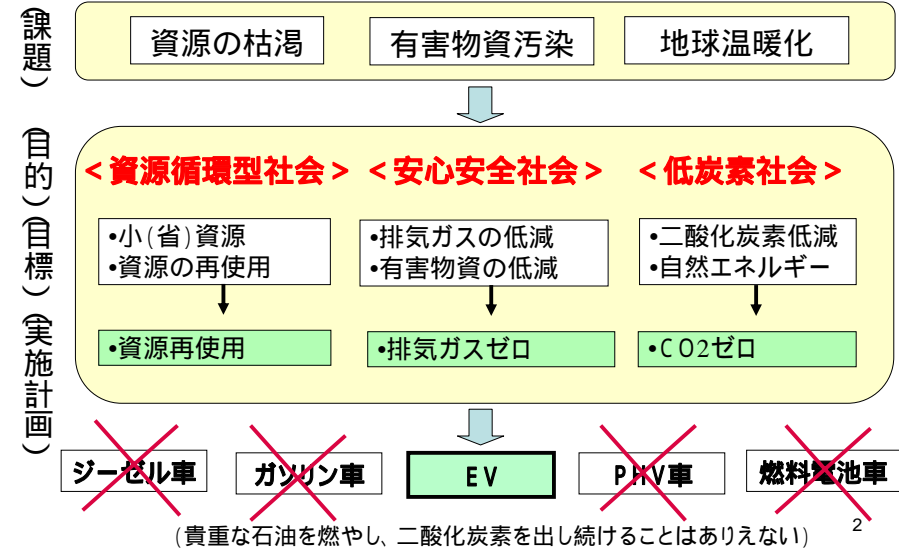 (課題)
資源の枯渇
有害物資汚染
地球温暖化
(目的)
<資源循環型社会>
<安心安全社会>
<低炭素社会>
(目標)
•小(省)資源
•資源の再使用
•排気ガスの低減
•有害物資の低減
•二酸化炭素低減
•自然エネルギー
(実施計画)
•資源再使用
•排気ガスゼロ
•CO2ゼロ
ジーゼル車
ガソリン車
EV
PHV車
燃料電池車
(貴重な石油を燃やし、二酸化炭素を出し続けることはありえない)
2